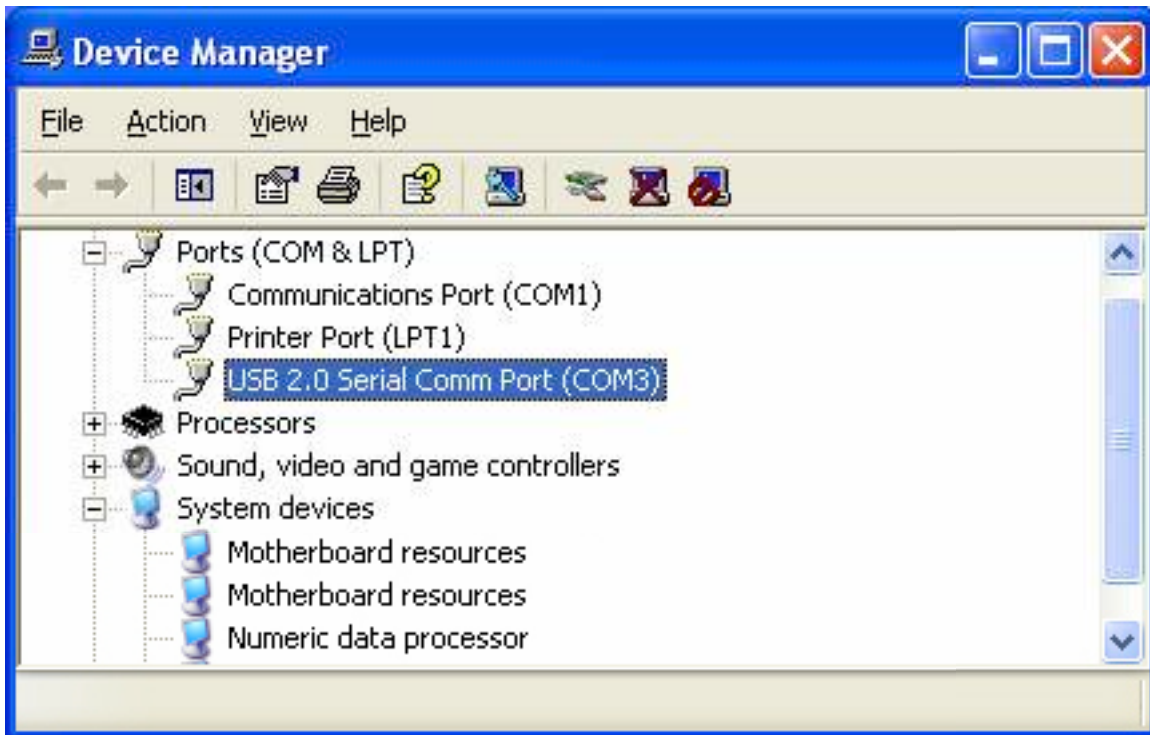 Device Manager
File Action View Help
Ports (COM & LPT)
Communications Port (COM1)
Printer Port (LPT1)
USB 2.0 Serial Comm Port (COM3)
Processors
Sound, video and game controllers
System devices
Motherboard resources
Motherboard resources
Numeric data processor